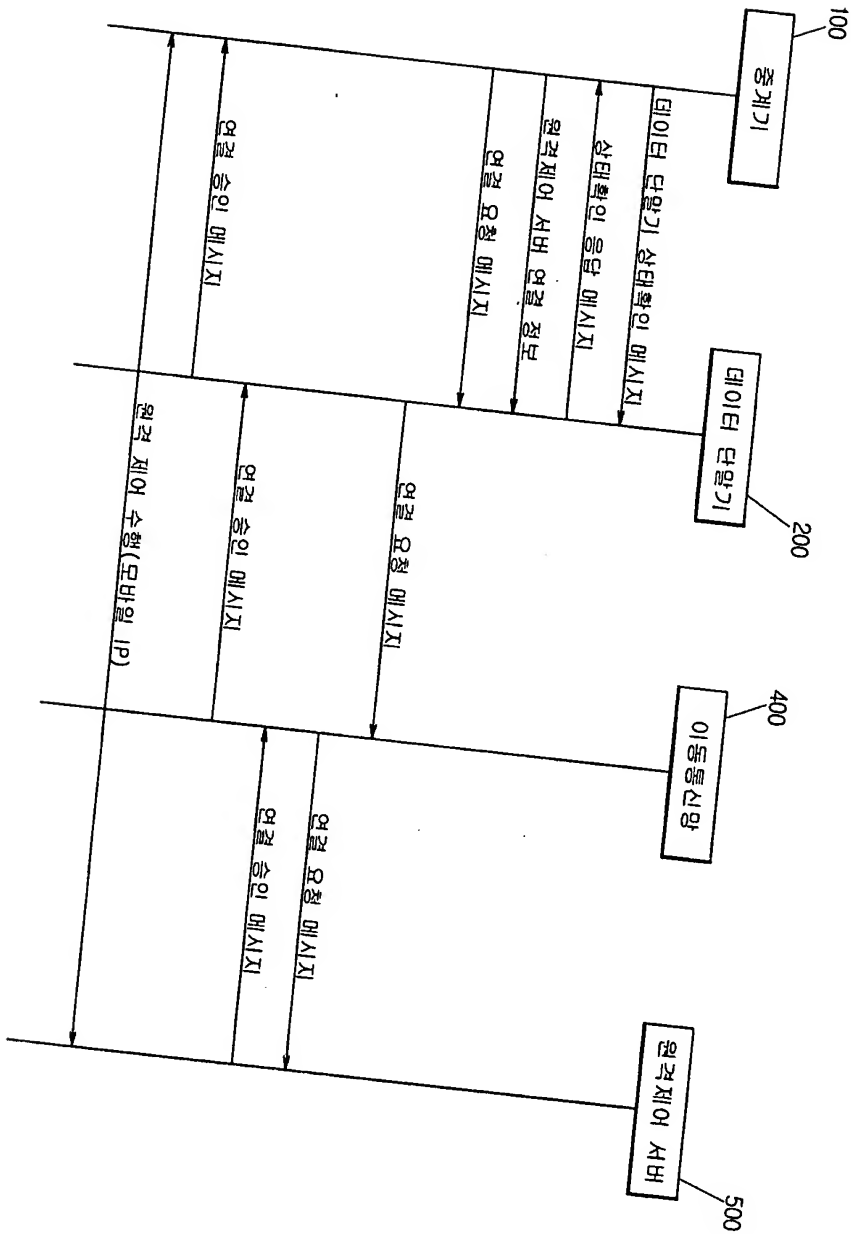 100
중계기
데이터 단말기
200
400
이동통신망
원격제어 서버
500
데이터 단말기 상태확인 메시지
상태확인 응답 메시지
원격제어 서버 연결 정보
연결 요청 메시지
연결 요청 메시지
연결 요청 메시지
연결 승인 메시지
연결 승인 메시지
연결 승인 메시지
원격 제어 수행(모바일 IP)